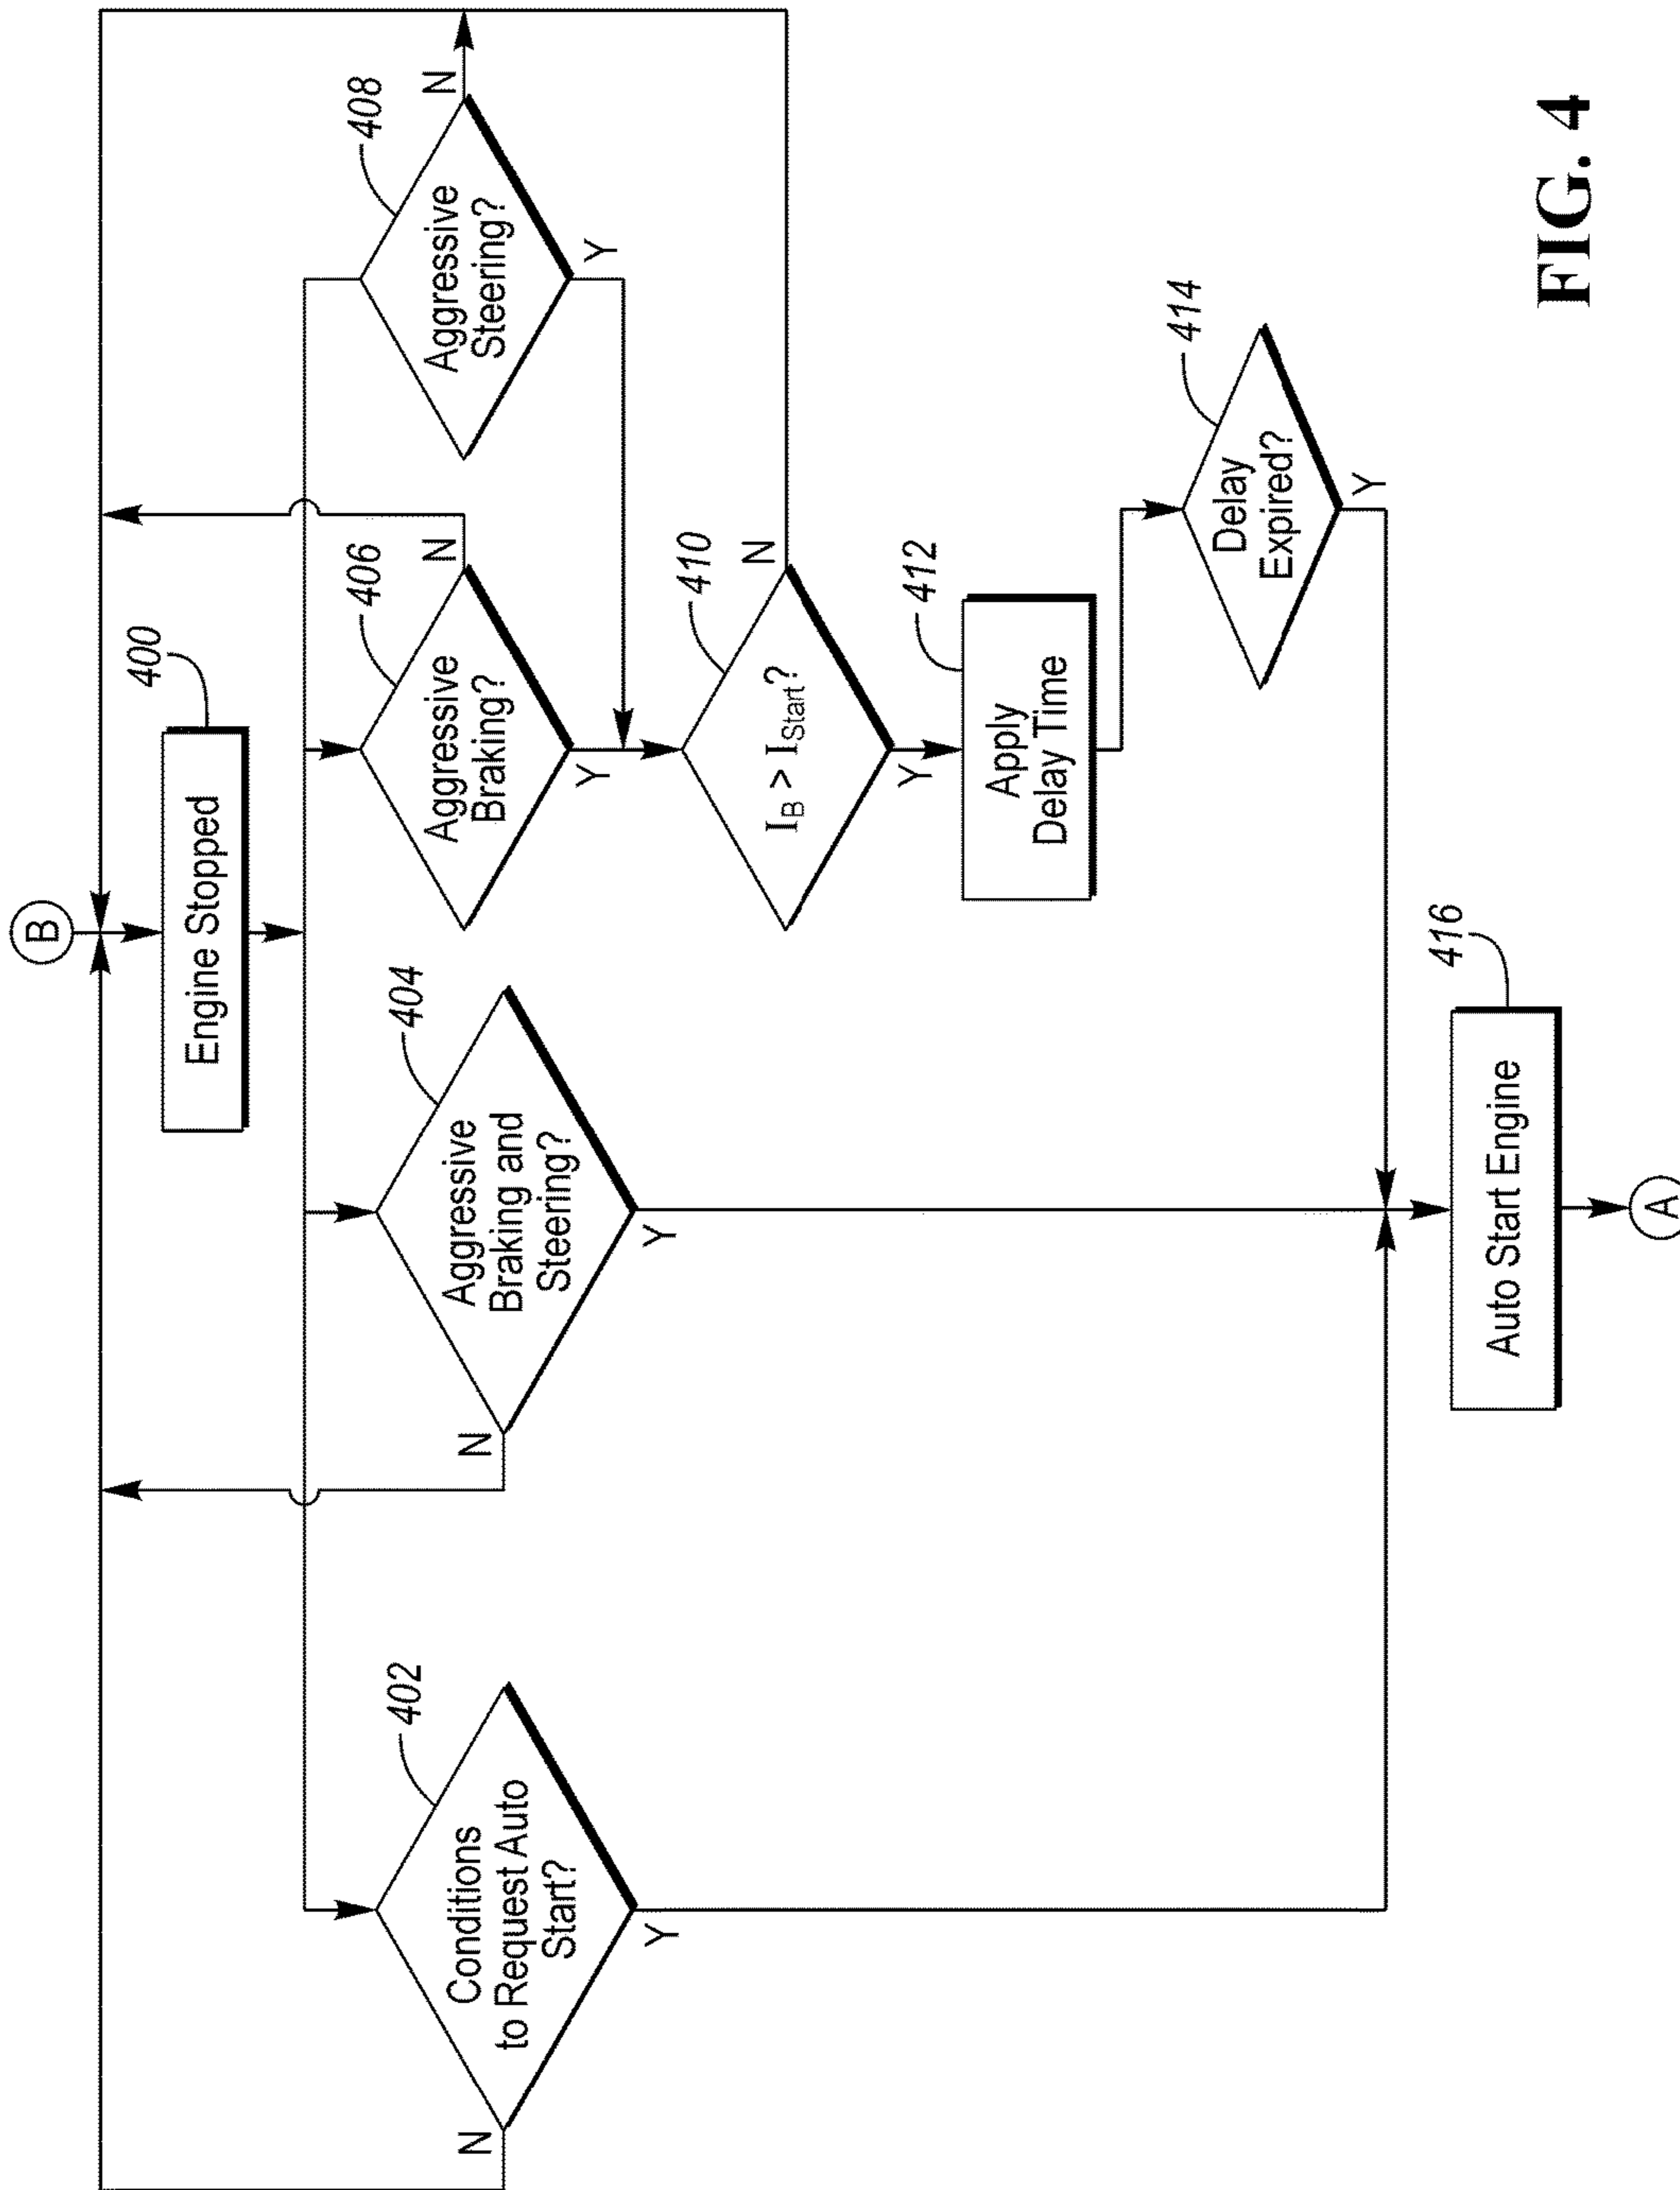 B
400
Engine Stopped
402
Conditions
to Request Auto
Start?
N
Y
404
Aggressive
Braking and
Steering?
N
Y
406
Aggressive
Braking?
N
Y
408
Aggressive
Steering?
N
Y
410
I_B > I_Start?
N
Y
412
Apply
Delay Time
414
Delay
Expired?
Y
416
Auto Start Engine
A
FIG. 4